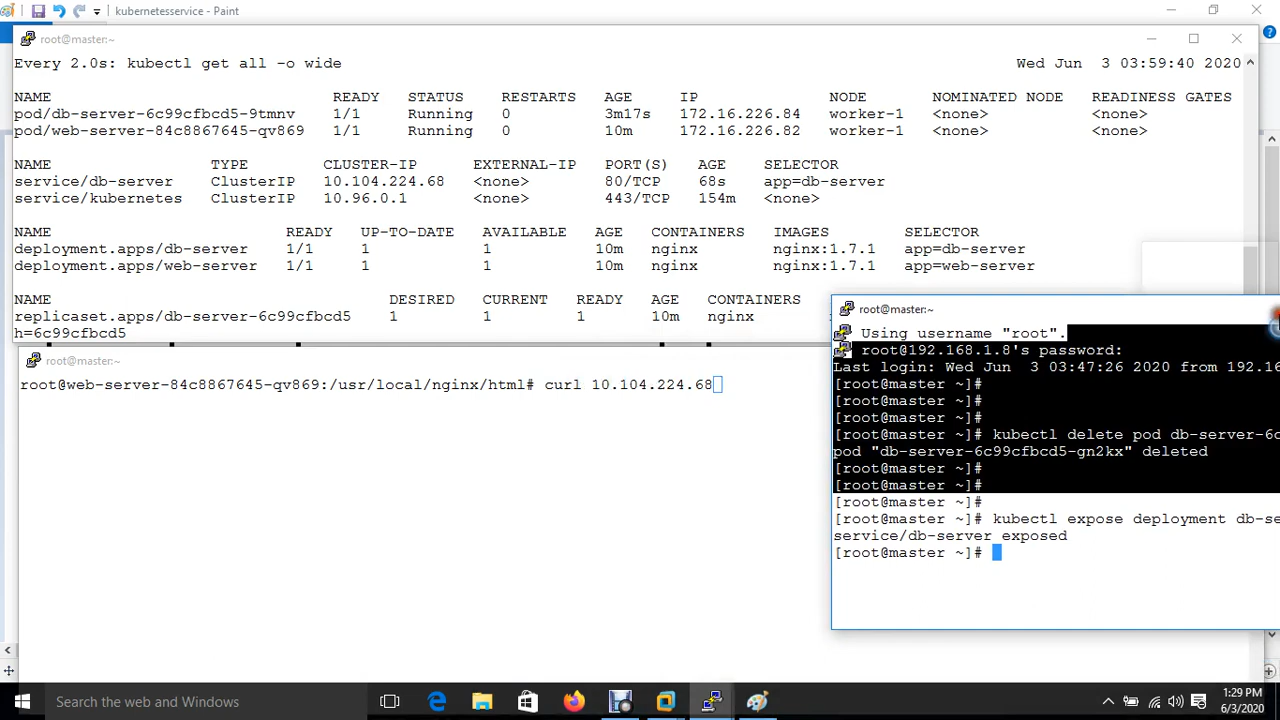 kubernetesservice - Paint
root@master:~
Every 2.0s: kubectl get all -o wide Wed Jun 3 03:59:40 2020
NAME READY STATUS RESTARTS AGE IP NODE NOMINATED NODE READINESS GATES
pod/db-server-6c99cfbcd5-9tmnv 1/1 Running 0 3m17s 172.16.226.84 worker-1 <none> <none>
pod/web-server-84c8867645-qv869 1/1 Running 0 10m 172.16.226.82 worker-1 <none> <none>
NAME TYPE CLUSTER-IP EXTERNAL-IP PORT(S) AGE SELECTOR
service/db-server ClusterIP 10.104.224.68 <none> 80/TCP 68s app=db-server
service/kubernetes ClusterIP 10.96.0.1 <none> 443/TCP 154m <none>
NAME READY UP-TO-DATE AVAILABLE AGE CONTAINERS IMAGES SELECTOR
deployment.apps/db-server 1/1 1 1 10m nginx nginx:1.7.1 app=db-server
deployment.apps/web-server 1/1 1 1 10m nginx nginx:1.7.1 app=web-server
NAME DESIRED CURRENT READY AGE CONTAINERS
replicaset.apps/db-server-6c99cfbcd5 1 1 1 10m nginx
h=6c99cfbcd5
root@master:~
root@web-server-84c8867645-qv869:/usr/local/nginx/html# curl 10.104.224.68
root@master:~
Using username "root".
root@192.168.1.8's password:
Last login: Wed Jun 3 03:47:26 2020 from 192.16
[root@master ~]#
[root@master ~]#
[root@master ~]#
[root@master ~]# kubectl delete pod db-server-6c
pod "db-server-6c99cfbcd5-gn2kx" deleted
[root@master ~]#
[root@master ~]#
[root@master ~]#
[root@master ~]# kubectl expose deployment db-se
service/db-server exposed
[root@master ~]#
Search the web and Windows
1:29 PM
6/3/2020